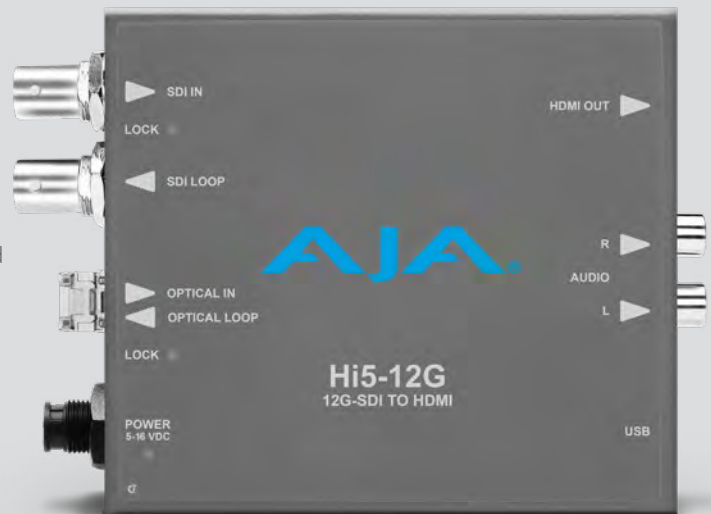 SDI IN
LOCK
SDI LOOP
OPTICAL IN
OPTICAL LOOP
LOCK
POWER
5-16 VDC
AJA®
Hi5-12G
12G-SDI TO HDMI
HDMI OUT
R
AUDIO
L
USB